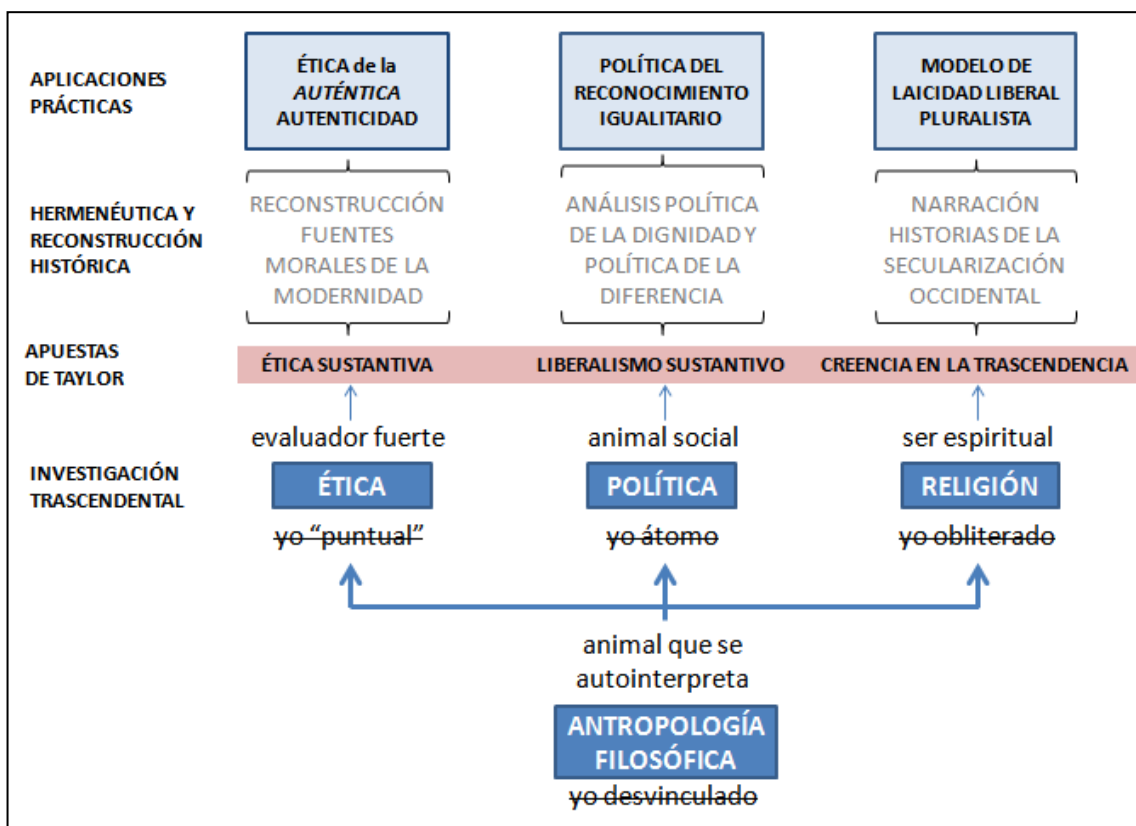 APLICACIONES
PRÁCTICAS
ÉTICA de la
AUTÉNTICA
AUTENTICIDAD
POLÍTICA DEL
RECONOCIMIENTO
IGUALITARIO
MODELO DE
LAICIDAD LIBERAL
PLURALISTA
HERMENÉUTICA Y
RECONSTRUCCIÓN
HISTÓRICA
RECONSTRUCCIÓN
FUENTES
MORALES DE LA
MODERNIDAD
ANÁLISIS POLÍTICA
DE LA DIGNIDAD Y
POLÍTICA DE LA
DIFERENCIA
NARRACIÓN
HISTORIAS DE LA
SECULARIZACIÓN
OCCIDENTAL
APUESTAS
DE TAYLOR
ÉTICA SUSTANTIVA
LIBERALISMO SUSTANTIVO
CREENCIA EN LA TRASCENDENCIA
evaluador fuerte
animal social
ser espiritual
INVESTIGACIÓN
TRASCENDENTAL
ÉTICA
POLÍTICA
RELIGIÓN
yo “puntual”
yo átomo
yo obliterado
animal que se
autointerpreta
ANTROPOLOGÍA
FILOSÓFICA
yo desvinculado